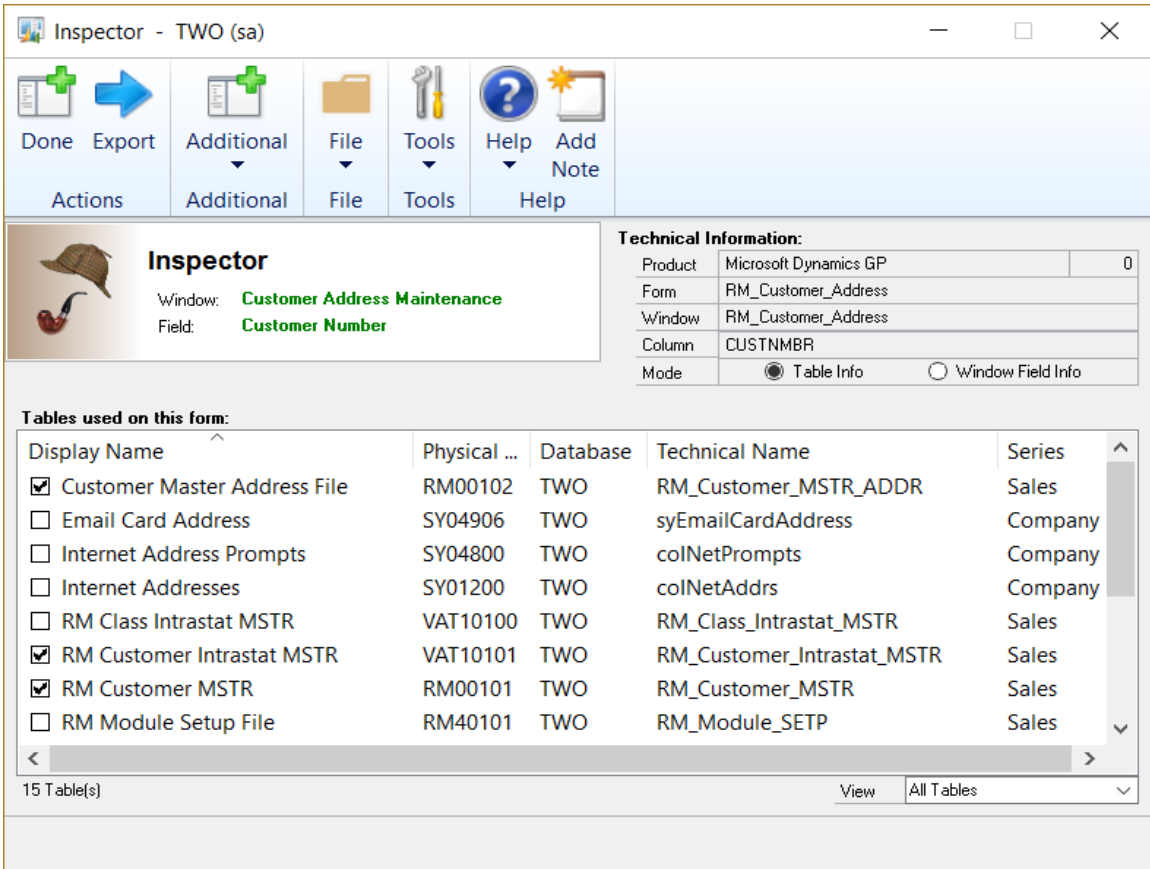 Inspector - TWO (sa)
Done Export Additional File Tools Help Add Note
Actions Additional File Tools Help
Inspector
Window: Customer Address Maintenance
Field: Customer Number
Technical Information:
Product Microsoft Dynamics GP 0
Form RM_Customer_Address
Window RM_Customer_Address
Column CUSTNMBR
Mode Table Info Window Field Info
Tables used on this form:
Display Name Physical ... Database Technical Name Series
Customer Master Address File RM00102 TWO RM_Customer_MSTR_ADDR Sales
Email Card Address SY04906 TWO syEmailCardAddress Company
Internet Address Prompts SY04800 TWO coINetPrompts Company
Internet Addresses SY01200 TWO coINetAddrs Company
RM Class Intrastat MSTR VAT10100 TWO RM_Class_Intrastat_MSTR Sales
RM Customer Intrastat MSTR VAT10101 TWO RM_Customer_Intrastat_MSTR Sales
RM Customer MSTR RM00101 TWO RM_Customer_MSTR Sales
RM Module Setup File RM40101 TWO RM_Module_SETP Sales
15 Table(s) View All Tables